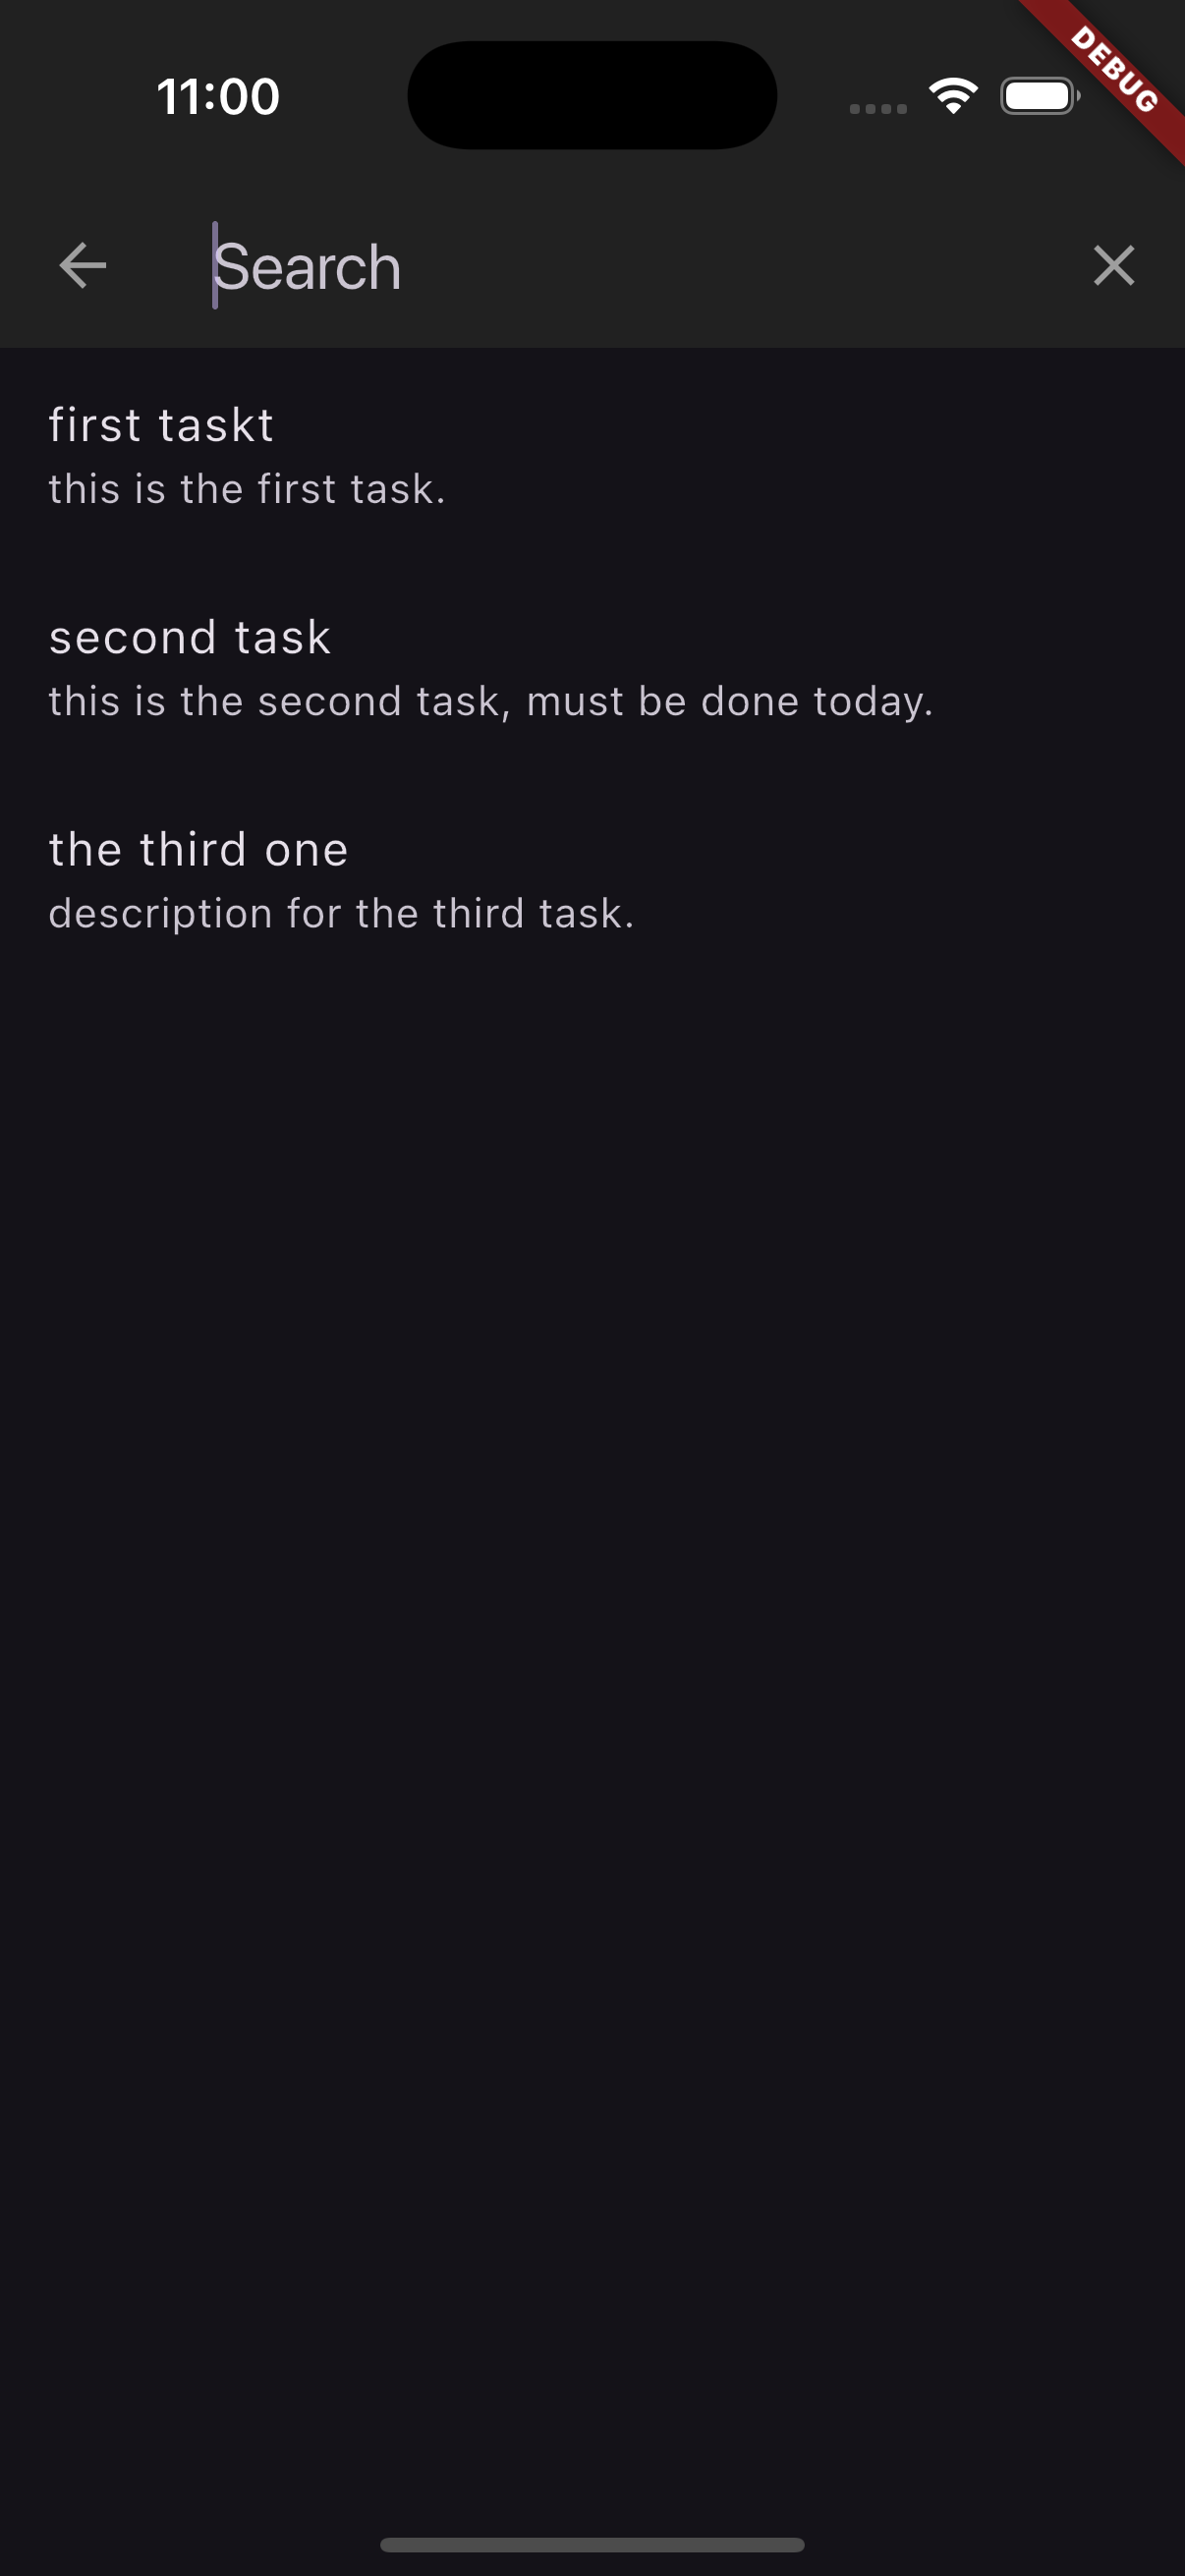 11:00
DEBUG
Search
first taskt
this is the first task.
second task
this is the second task, must be done today.
the third one
description for the third task.